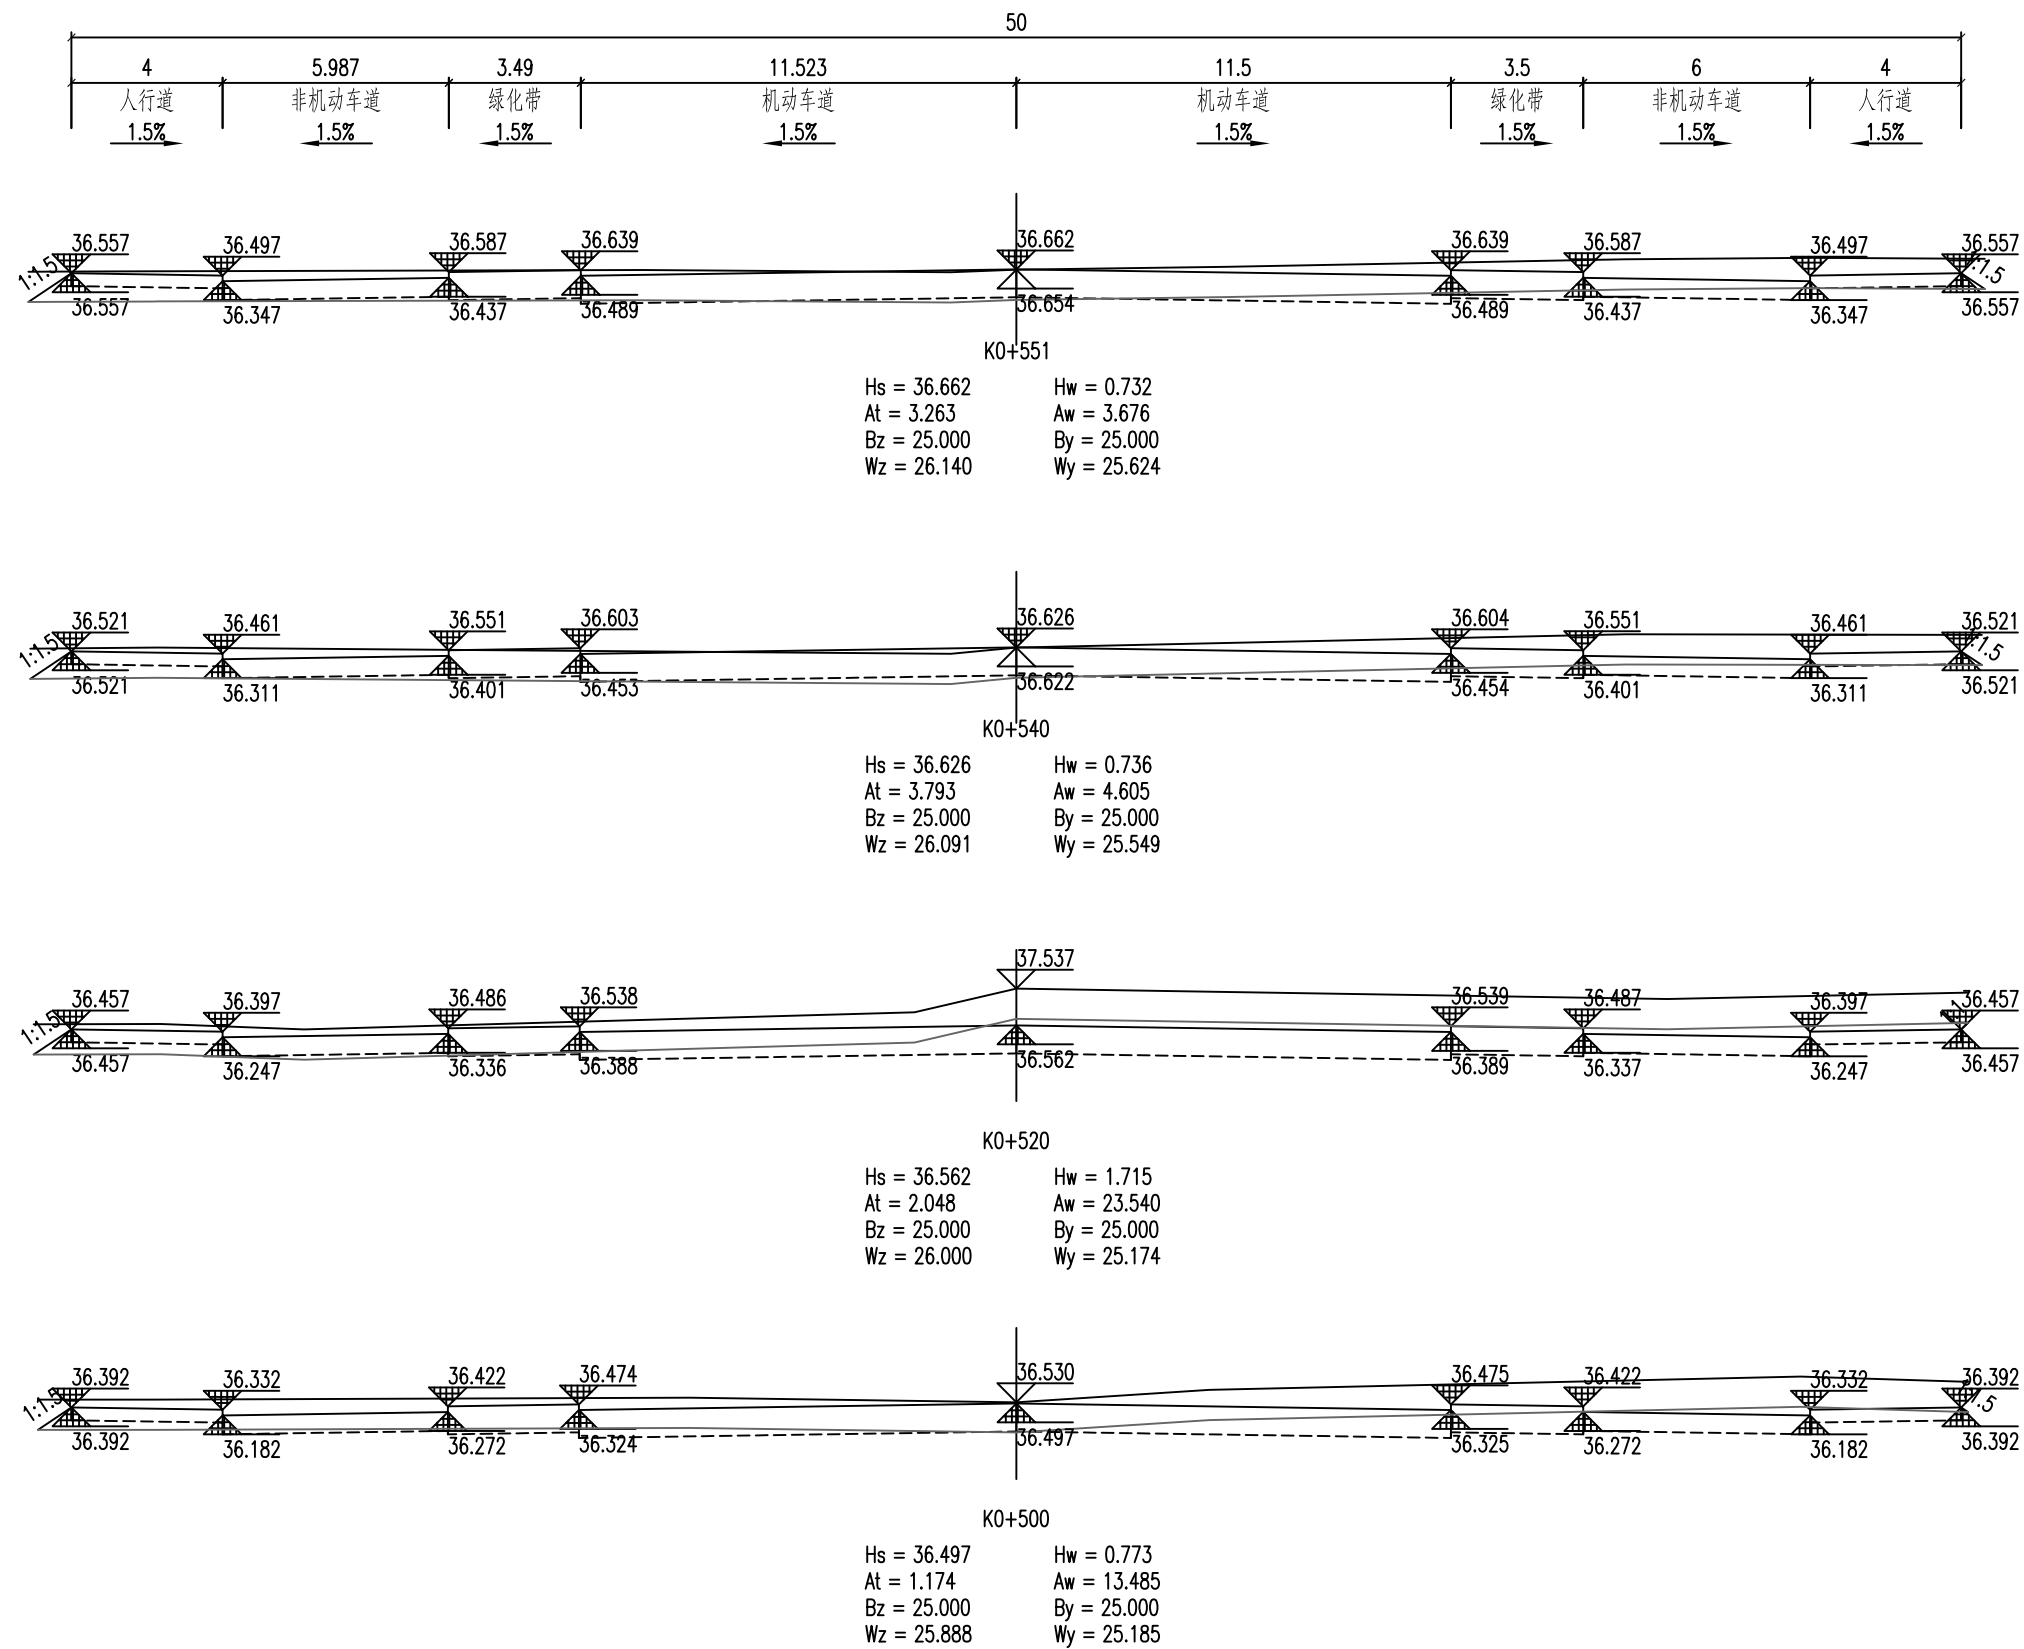 50
4 5.987 3.49 11.523 11.5 3.5 6 4
人行道 非机动车道 绿化带 机动车道 机动车道 绿化带 非机动车道 人行道
1.5% 1.5% 1.5% 1.5% 1.5% 1.5% 1.5% 1.5%
36.557 36.497 36.587 36.639 36.662 36.639 36.587 36.497 36.557
1:1.5 1:1.5
36.557 36.347 36.437 36.489 36.654 36.489 36.437 36.347 36.557
K0+551
Hs = 36.662 Hw = 0.732
At = 3.263 Aw = 3.676
Bz = 25.000 By = 25.000
Wz = 26.140 Wy = 25.624
36.521 36.461 36.551 36.603 36.626 36.604 36.551 36.461 36.521
1:1.5 1:1.5
36.521 36.311 36.401 36.453 36.622 36.454 36.401 36.311 36.521
K0+540
Hs = 36.626 Hw = 0.736
At = 3.793 Aw = 4.605
Bz = 25.000 By = 25.000
Wz = 26.091 Wy = 25.549
37.537
36.457 36.397 36.486 36.538 36.539 36.487 36.397 36.457
1:1.5
36.457 36.247 36.336 36.388 36.562 36.389 36.337 36.247 36.457
K0+520
Hs = 36.562 Hw = 1.715
At = 2.048 Aw = 23.540
Bz = 25.000 By = 25.000
Wz = 26.000 Wy = 25.174
36.392 36.332 36.422 36.474 36.530 36.475 36.422 36.332 36.392
1:1.5
36.392 36.182 36.272 36.324 36.497 36.325 36.272 36.182 36.392
K0+500
Hs = 36.497 Hw = 0.773
At = 1.174 Aw = 13.485
Bz = 25.000 By = 25.000
Wz = 25.888 Wy = 25.185